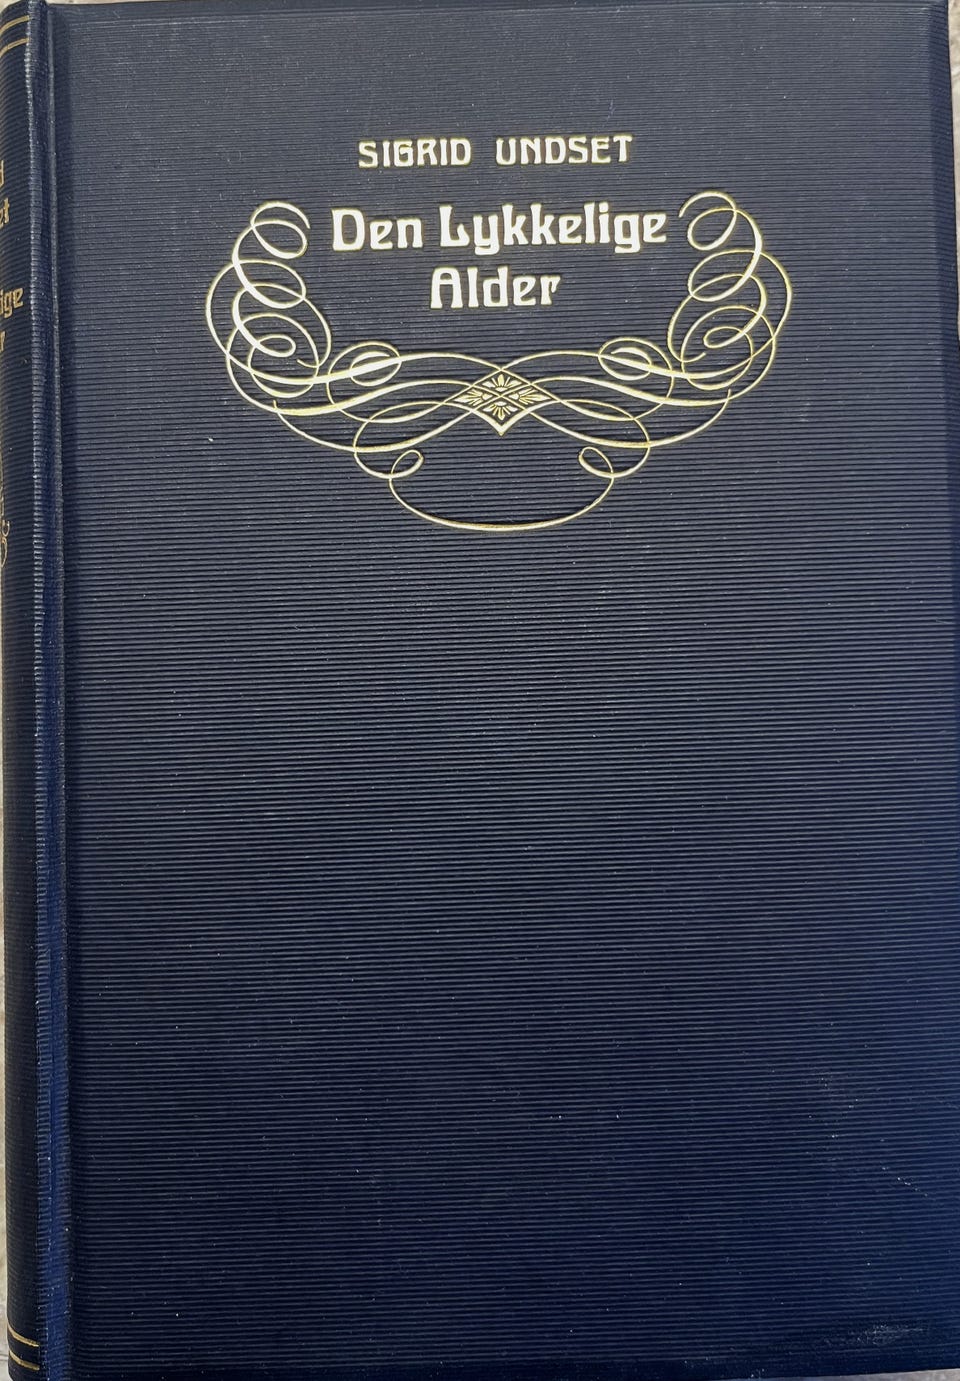 SIGRID UNDSET
Den Lykkelige
Alder